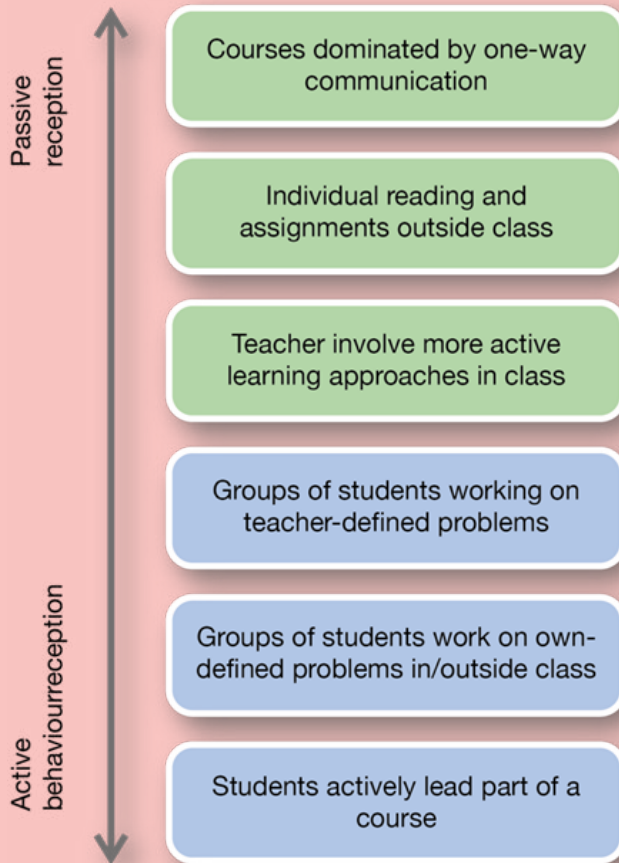 Passive
reception
Courses dominated by one-way
communication
Individual reading and
assignments outside class
Teacher involve more active
learning approaches in class
Groups of students working on
teacher-defined problems
Groups of students work on own-
defined problems in/outside class
Active
behaviourreception
Students actively lead part of a
course